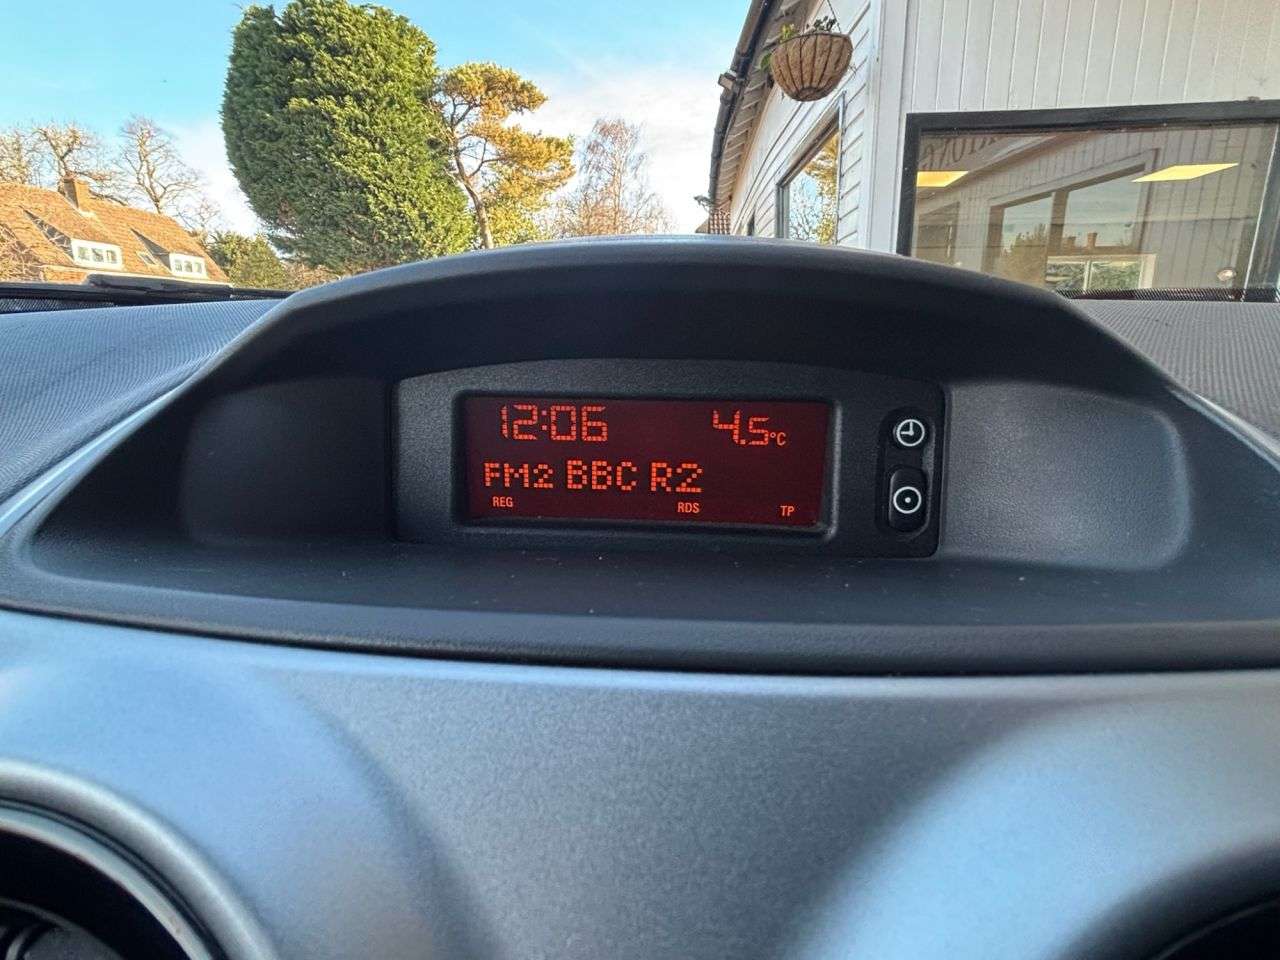 12:06 4.5°C
FM2 BBC R2
REG RDS TP